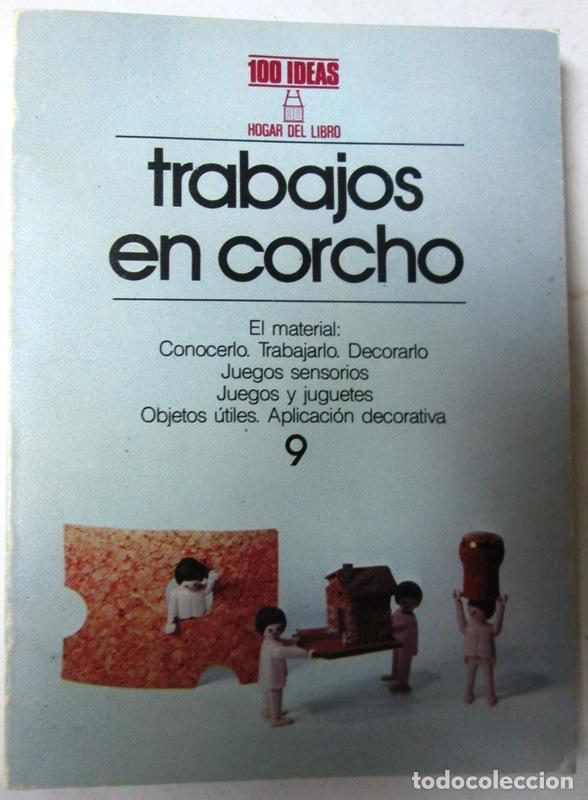 100 IDEAS
HOGAR DEL LIBRO
trabajos
en corcho
El material:
Conocerlo. Trabajarlo. Decorarlo
Juegos sensorios
Juegos y juguetes
Objetos útiles. Aplicación decorativa
9
todocoleccion